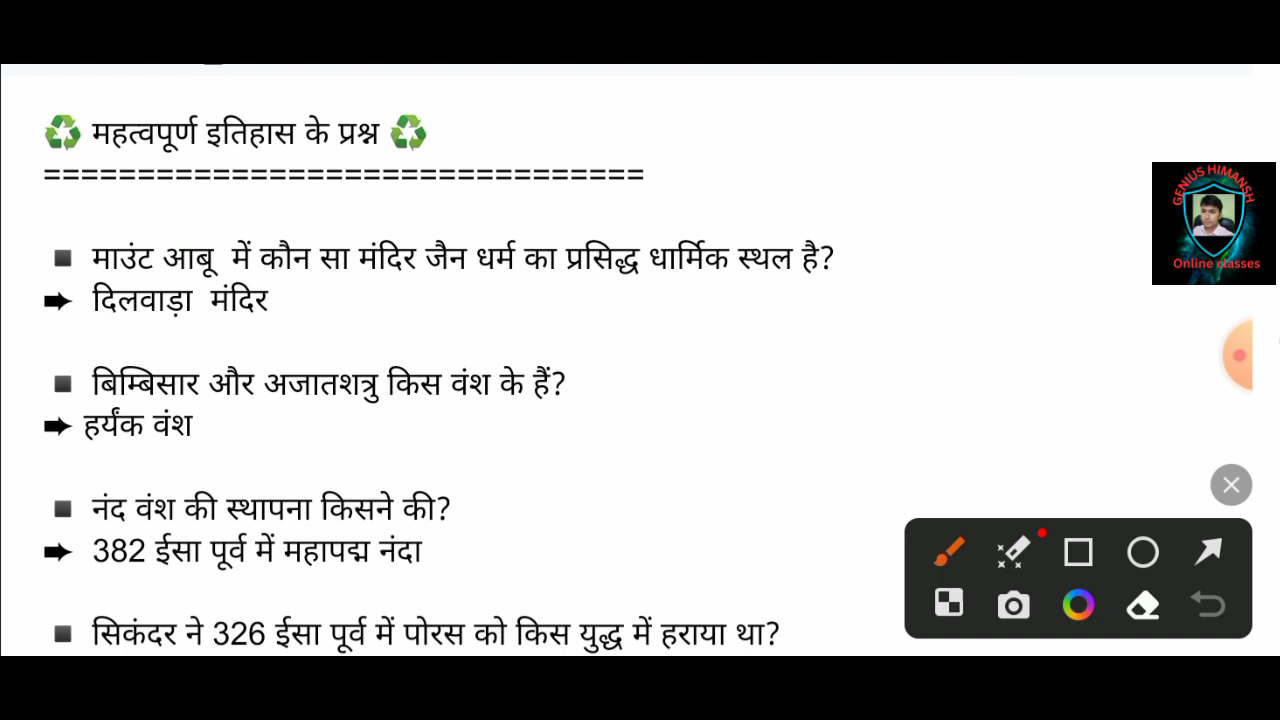 ♻ महत्वपूर्ण इतिहास के प्रश्न ♻
================================
◾ माउंट आबू में कौन सा मंदिर जैन धर्म का प्रसिद्ध धार्मिक स्थल है?
➨ दिलवाड़ा मंदिर
◾ बिम्बिसार और अजातशत्रु किस वंश के हैं?
➨ हर्यंक वंश
◾ नंद वंश की स्थापना किसने की?
➨ 382 ईसा पूर्व में महापद्म नंदा
◾ सिकंदर ने 326 ईसा पूर्व में पोरस को किस युद्ध में हराया था?
GENIUS HIMANSH
Online classes